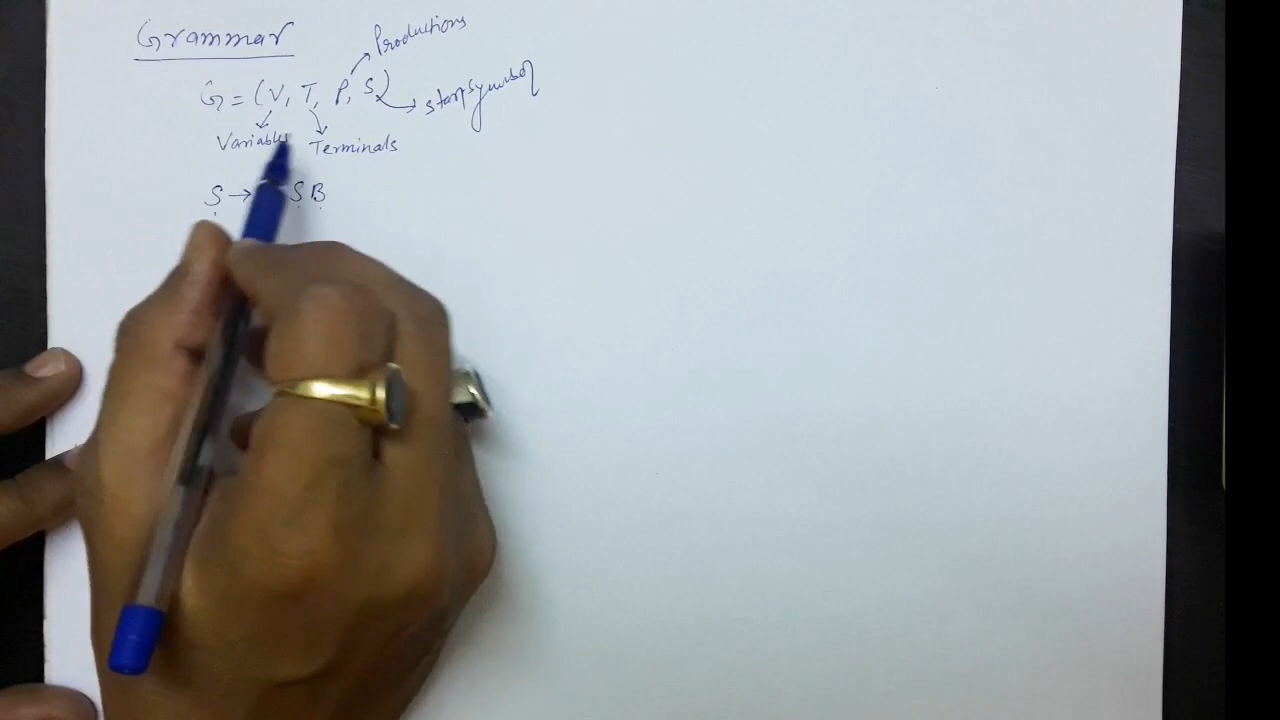 Grammar
Productions
G = (V, T, P, S)
start symbol
Variables Terminals
S → SB